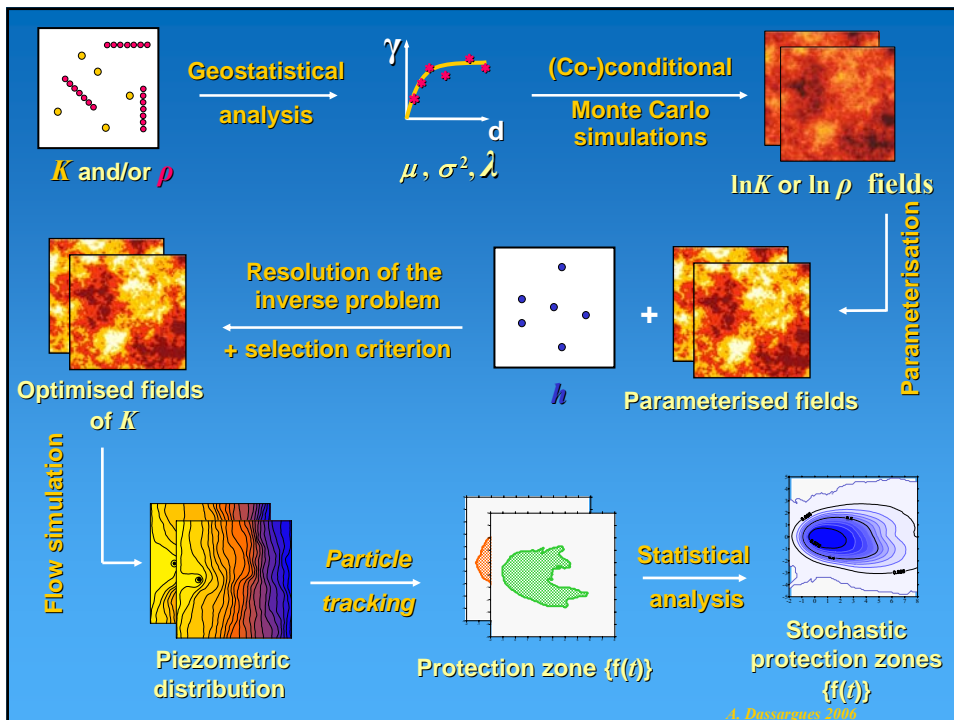 γ
Geostatistical
analysis
d
(Co-)conditional
Monte Carlo
simulations
K and/or ρ
μ , σ², λ
lnK or ln ρ fields
Parameterisation
Resolution of the
inverse problem
+ selection criterion
+
Optimised fields
of K
h
Parameterised fields
Flow simulation
Particle
tracking
Statistical
analysis
Piezometric
distribution
Protection zone {f(t)}
Stochastic
protection zones
{f(t)}
A. Dassargues 2006